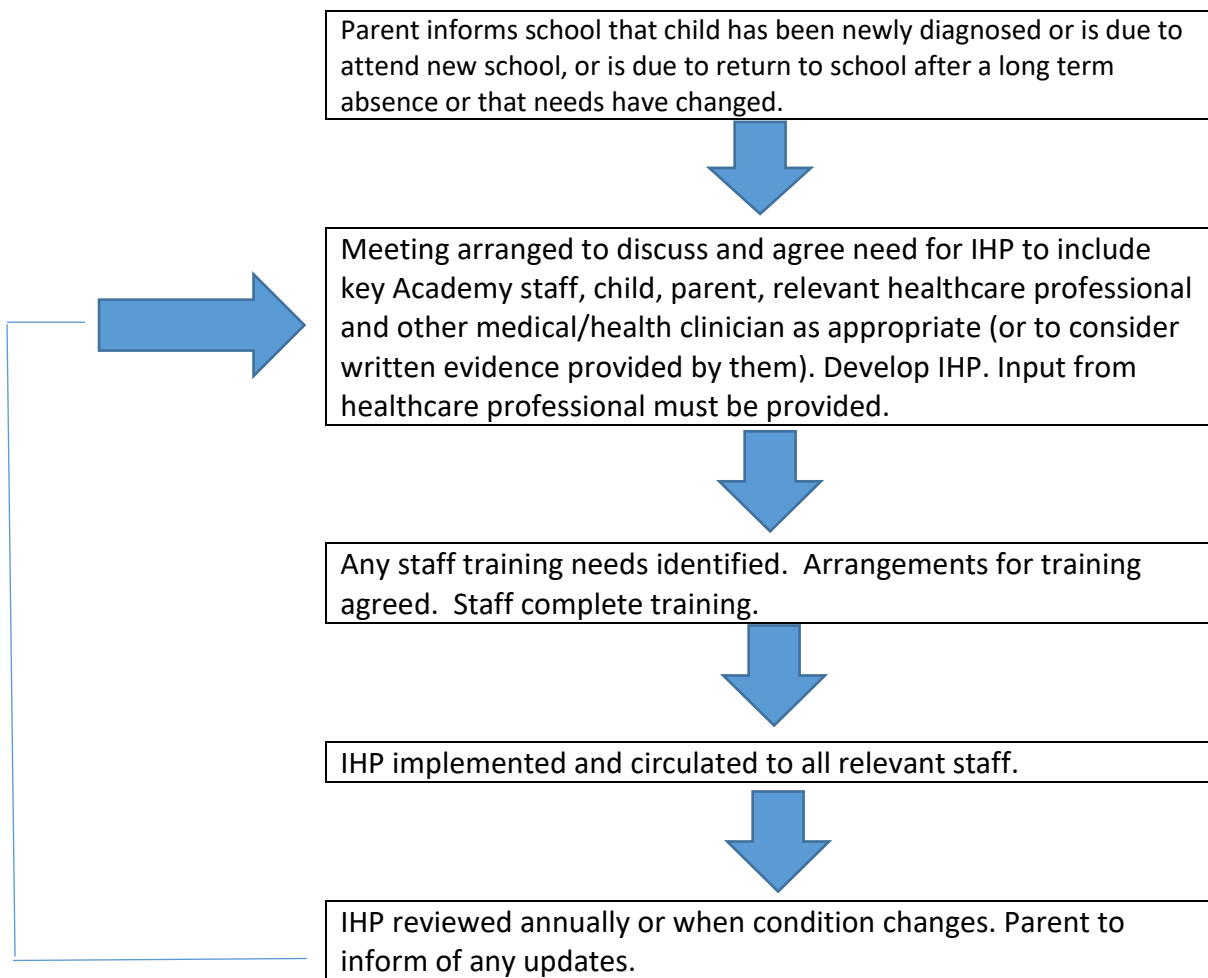 Parent informs school that child has been newly diagnosed or is due to
attend new school, or is due to return to school after a long term
absence or that needs have changed.
Meeting arranged to discuss and agree need for IHP to include
key Academy staff, child, parent, relevant healthcare professional
and other medical/health clinician as appropriate (or to consider
written evidence provided by them). Develop IHP. Input from
healthcare professional must be provided.
Any staff training needs identified.  Arrangements for training
agreed.  Staff complete training.
IHP implemented and circulated to all relevant staff.
IHP reviewed annually or when condition changes. Parent to
inform of any updates.